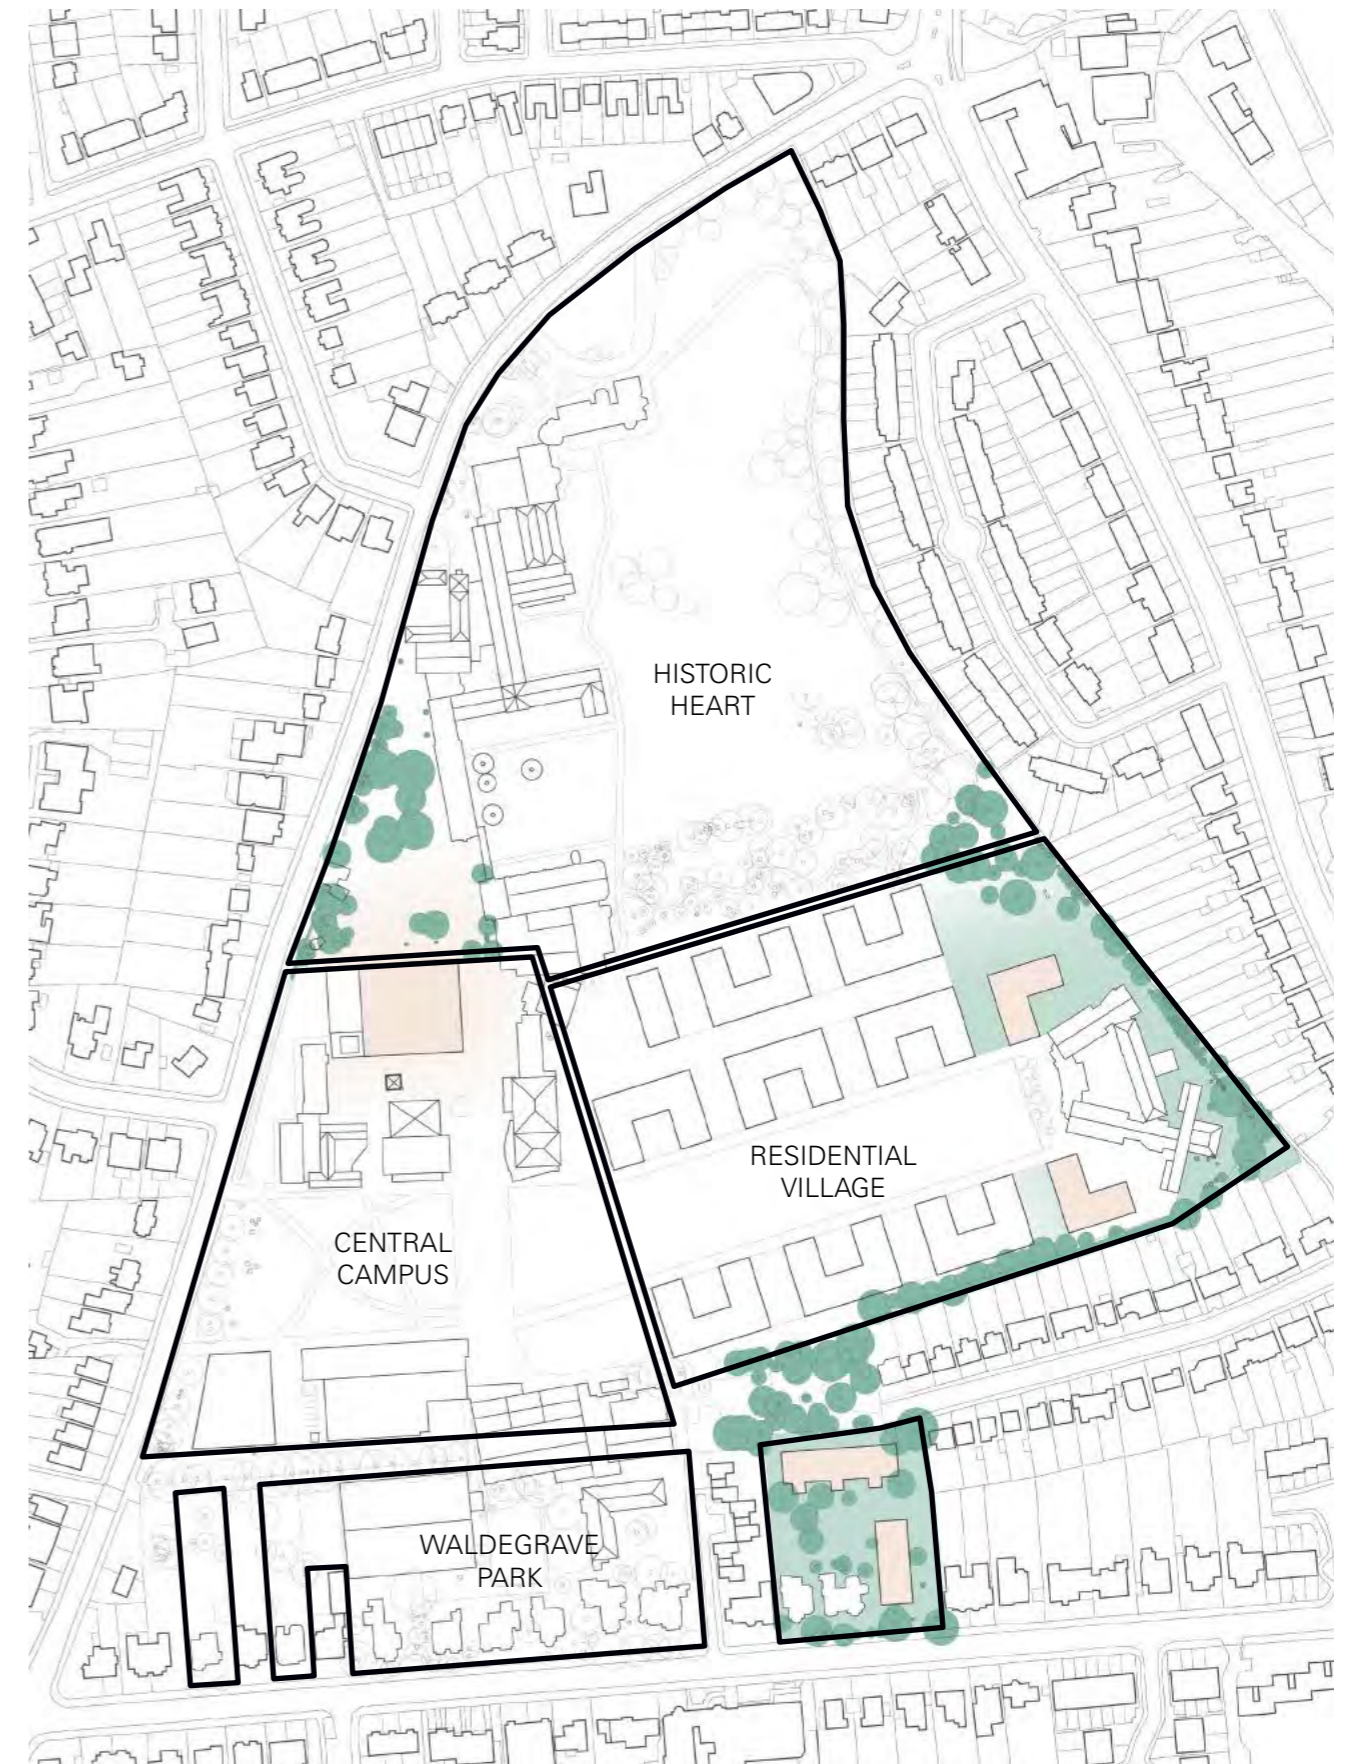 HISTORIC
HEART
RESIDENTIAL
VILLAGE
CENTRAL
CAMPUS
WALDEGRAVE
PARK